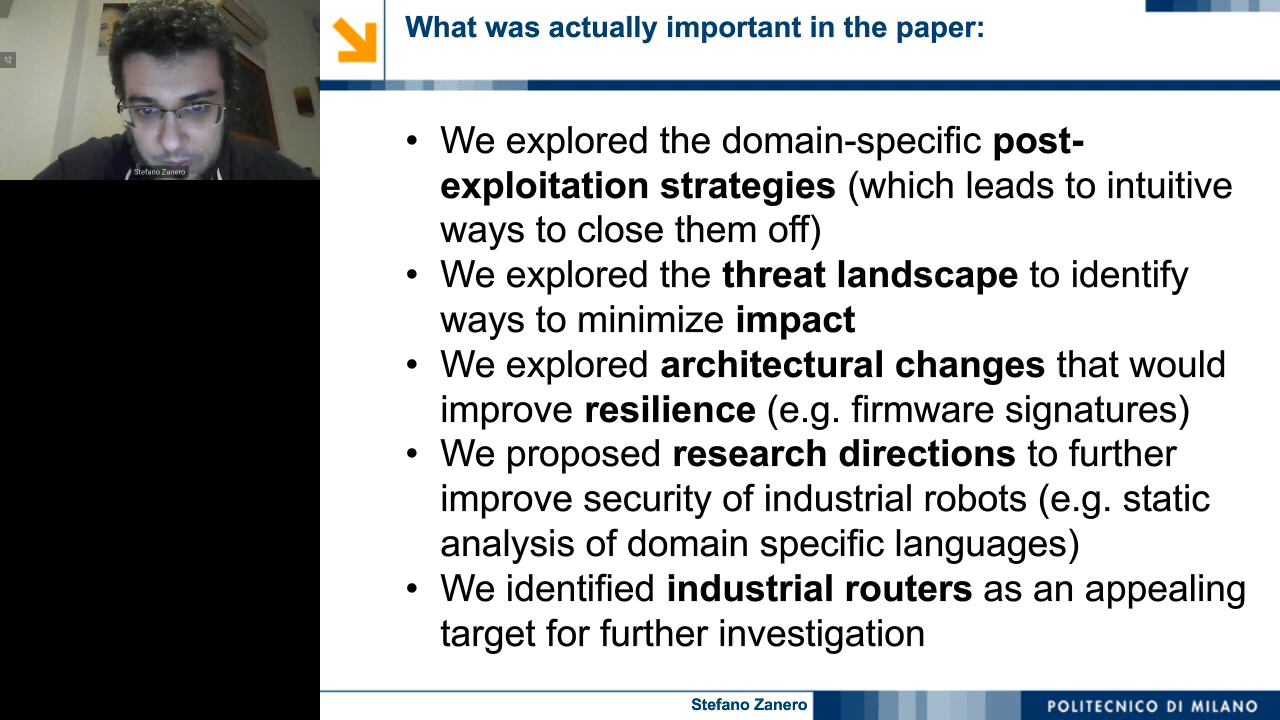 Stefano Zanero
What was actually important in the paper:
• We explored the domain-specific post-
exploitation strategies (which leads to intuitive
ways to close them off)
• We explored the threat landscape to identify
ways to minimize impact
• We explored architectural changes that would
improve resilience (e.g. firmware signatures)
• We proposed research directions to further
improve security of industrial robots (e.g. static
analysis of domain specific languages)
• We identified industrial routers as an appealing
target for further investigation
Stefano Zanero
POLITECNICO DI MILANO